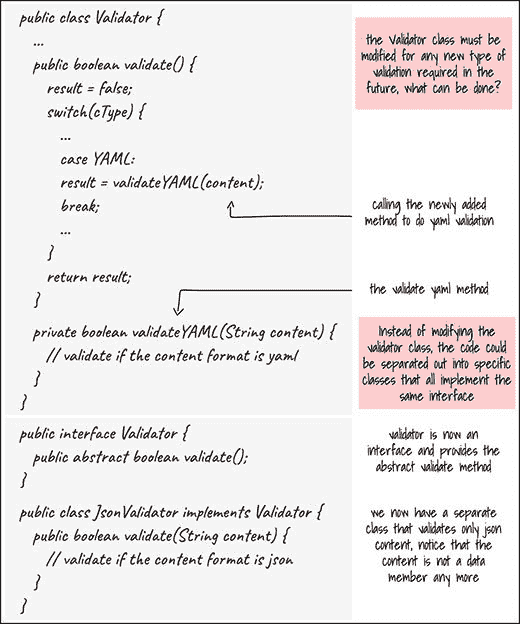 public class Validator {
...
public boolean validate() {
result = false;
switch(cType) {
...
case YAML:
result = validateYAML(content);
break;
...
}
return result;
}
private boolean validateYAML(String content) {
// validate if the content format is yaml
}
}
the Validator class must be
modified for any new type of
validation required in the
future, what can be done?
calling the newly added
method to do yaml validation
the validate yaml method
Instead of modifying the
validator class, the code could
be separated out into specific
classes that all implement the
same interface
public interface Validator {
public abstract boolean validate();
}
validator is now an
interface and provides the
abstract validate method
public class JsonValidator implements Validator {
public boolean validate(String content) {
// validate if the content format is json
}
}
we now have a separate
class that validates only json
content, notice that the
content is not a data
member any more